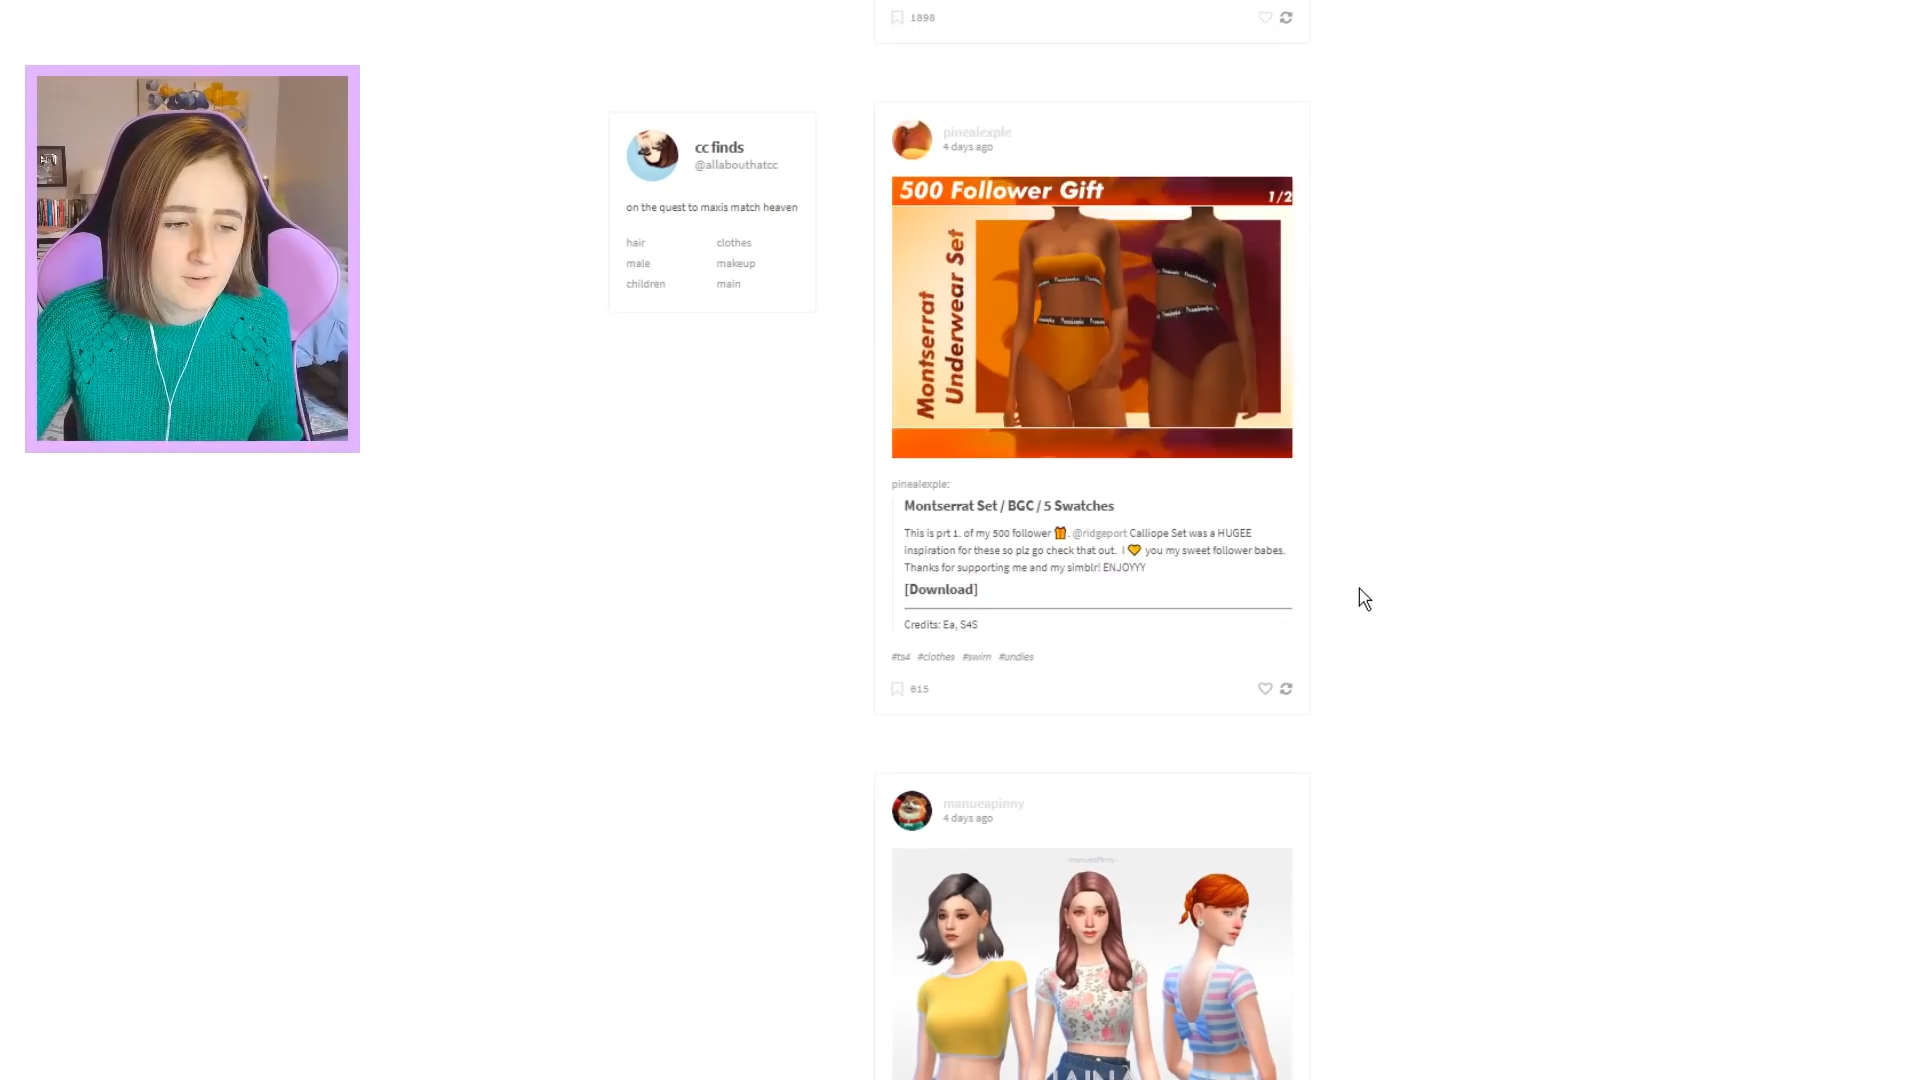 1898
cc finds
@allabouthatcc
on the quest to maxis match heaven
hair clothes
male makeup
children main
pinealexple
4 days ago
500 Follower Gift
1/2
Montserrat
Underwear Set
pinealexple:
Montserrat Set / BGC / 5 Swatches
This is prt 1. of my 500 follower 🎁. @ridgeport Calliope Set was a HUGEE
inspiration for these so plz go check that out. I 💛 you my sweet follower babes.
Thanks for supporting me and my simblr! ENJOYYY
[Download]
Credits: Ea, S4S
#ts4 #clothes #swim #undies
615
manueapinny
4 days ago